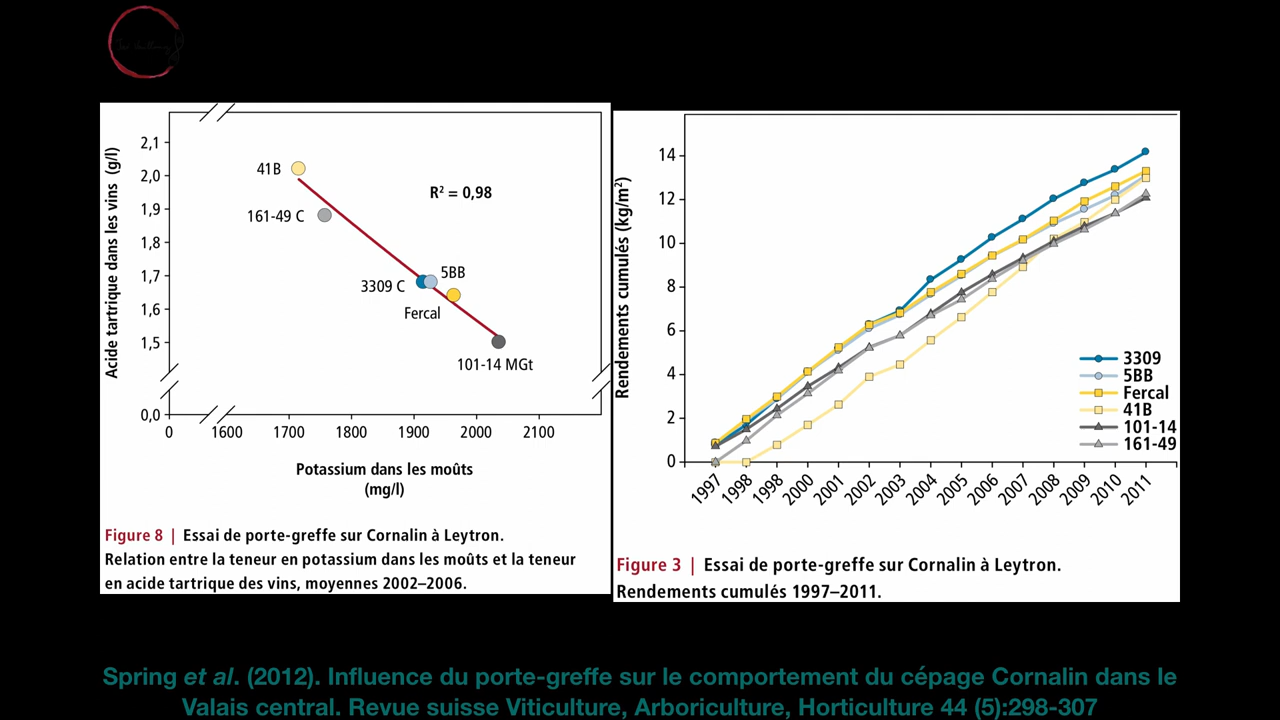 Acide tartrique dans les vins (g/l)
2,1
2,0
1,9
1,8
1,7
1,6
1,5
0,0
41B
161-49 C
R² = 0,98
3309 C
5BB
Fercal
101-14 MGt
0 1600 1700 1800 1900 2000 2100
Potassium dans les moûts
(mg/l)
Figure 8 | Essai de porte-greffe sur Cornalin à Leytron.
Relation entre la teneur en potassium dans les moûts et la teneur
en acide tartrique des vins, moyennes 2002–2006.
Rendements cumulés (kg/m²)
14
12
10
8
6
4
2
0
3309
5BB
Fercal
41B
101-14
161-49
1997 1998 1998 2000 2001 2002 2003 2004 2005 2006 2007 2008 2009 2010 2011
Figure 3 | Essai de porte-greffe sur Cornalin à Leytron.
Rendements cumulés 1997–2011.
Spring et al. (2012). Influence du porte-greffe sur le comportement du cépage Cornalin dans le
Valais central. Revue suisse Viticulture, Arboriculture, Horticulture 44 (5):298-307